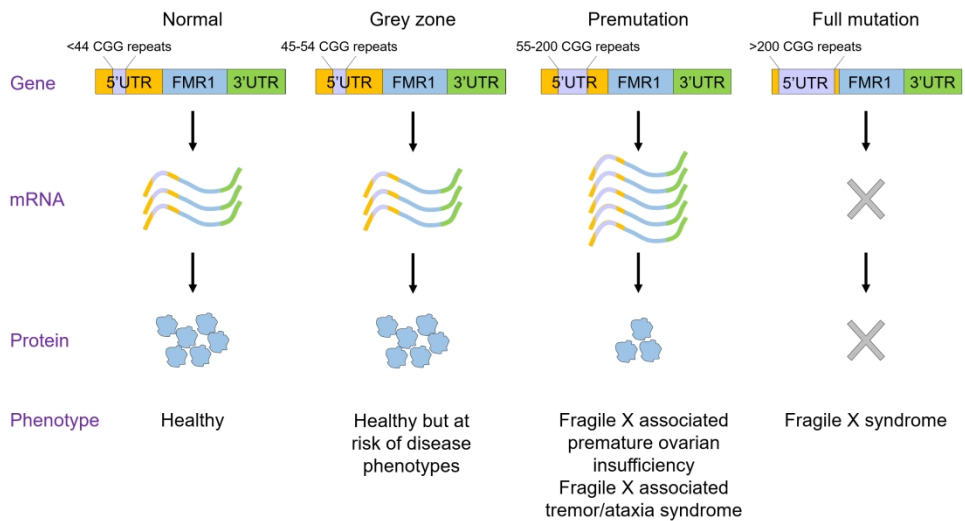 Normal
Grey zone
Premutation
Full mutation
<44 CGG repeats
45-54 CGG repeats
55-200 CGG repeats
>200 CGG repeats
Gene
5'UTR FMR1 3'UTR
5'UTR FMR1 3'UTR
5'UTR FMR1 3'UTR
5'UTR FMR1 3'UTR
mRNA
Protein
Phenotype
Healthy
Healthy but at
risk of disease
phenotypes
Fragile X associated
premature ovarian
insufficiency
Fragile X associated
tremor/ataxia syndrome
Fragile X syndrome